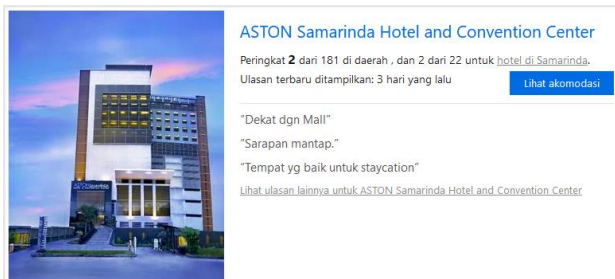 ASTON Samarinda Hotel and Convention Center
Peringkat 2 dari 181 di daerah , dan 2 dari 22 untuk hotel di Samarinda.
Ulasan terbaru ditampilkan: 3 hari yang lalu
Lihat akomodasi
"Dekat dgn Mall"
"Sarapan mantap."
"Tempat yg baik untuk staycation"
Lihat ulasan lainnya untuk ASTON Samarinda Hotel and Convention Center